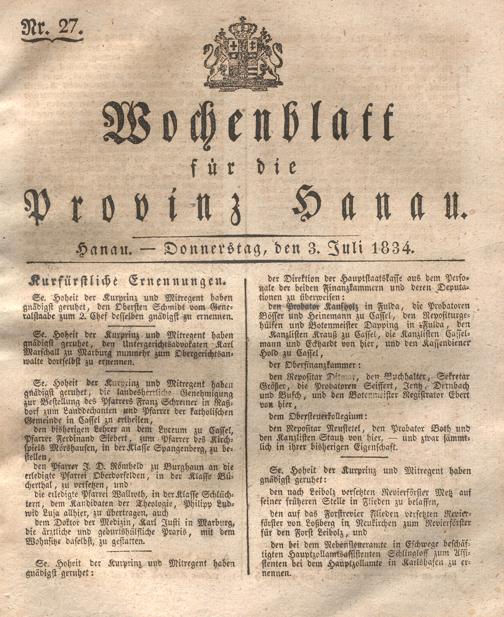 Nr. 27.
Wochenblatt
für die
Provinz Hanau.
Hanau. — Donnerstag, den 3. Juli 1834.
Kurfürstliche Ernennungen.
Se. Hoheit der Kurprinz und Mitregent haben
gnädigst geruhet, den Obersten Schmidt vom Gene-
ralstaabe zum 2. Chef desselben gnädigst zu ernennen.
Se. Hoheit der Kurprinz und Mitregent haben
gnädigst geruhet, den Untergerichtsadvokaten Karl
Marschall zu Marburg nunmehr zum Obergerichtsan-
walte dortselbst zu ernennen.
Se. Hoheit der Kurprinz und Mitregent haben
gnädigst geruhet, die landesherrliche Genehmigung
zur Bestellung des Pfarrers Franz Schreiner in Raß-
dorf zum Landdechanten und Pfarrer der katholischen
Gemeinde in Cassel zu ertheilen,
den bisherigen Lehrer an dem Lyceum zu Cassel,
Pfarrer Ferdinand Siebert, zum Pfarrer des Kirch-
spiels Mörshausen, in der Klasse Spangenberg, zu be-
stellen,
den Pfarrer J. D. Römheld zu Burghaun an die
erledigte Pfarrei Oberdorfelden, in der Klasse Bü-
cherthal, zu versetzen, und
die erledigte Pfarrei Wallroth, in der Klasse Schlüch-
tern, dem Kandidaten der Theologie, Philipp Lud-
wig Luja allhier, zu übertragen, auch
dem Doktor der Medizin, Karl Justi in Marburg,
die ärztliche und geburtshülfliche Praxis, mit dem
Wohnsitze daselbst, zu gestatten.
Se. Hoheit der Kurprinz und Mitregent haben
gnädigst geruhet:
der Direktion der Hauptstaatskasse aus dem Perso-
nale der beiden Finanzkammern und deren Deputa-
tionen zu überweisen:
den Probator in Fulda, die Probatoren
Bösser und Heinemann zu Cassel, den Repositurge-
hülfen und Botenmeister Dapping in Fulda, den
Kanzlisten Kraus zu Cassel, die Kanzlisten Cassel-
mann und Eckhardt von hier, und den Kassendiener
Hold zu Cassel,
der Oberfinanzkammer:
den Repositar den Buchhalter, Sekretar
Größer, die Probatoren Seiffert, Jeny, Dernbach
und Busch, und den Botenmeister Registrator Ebert
von hier,
dem Obersteuerkollegium:
den Repositar Neustetel, den Probator Both und
den Kanzlisten Stautz von hier, — und zwar sämmt-
lich in ihrer bisherigen Eigenschaft.
Se. Hoheit der Kurprinz und Mitregent haben
gnädigst geruhet:
den nach Leibolz versetzten Revierförster Metz auf
seiner früheren Stelle in Flieden zu belassen,
den auf das Forstrevier Flieden versetzten Revier-
förster von Loßberg in Neukirchen zum Revierförster
für den Forst Leibolz, und
den bei dem Nebensteueramte in Eschwege beschäf-
tigten Hauptzollamtsassistenten Schlingloff zum Assi-
stenten bei dem Hauptzollamte in Karlshafen zu er-
nennen.